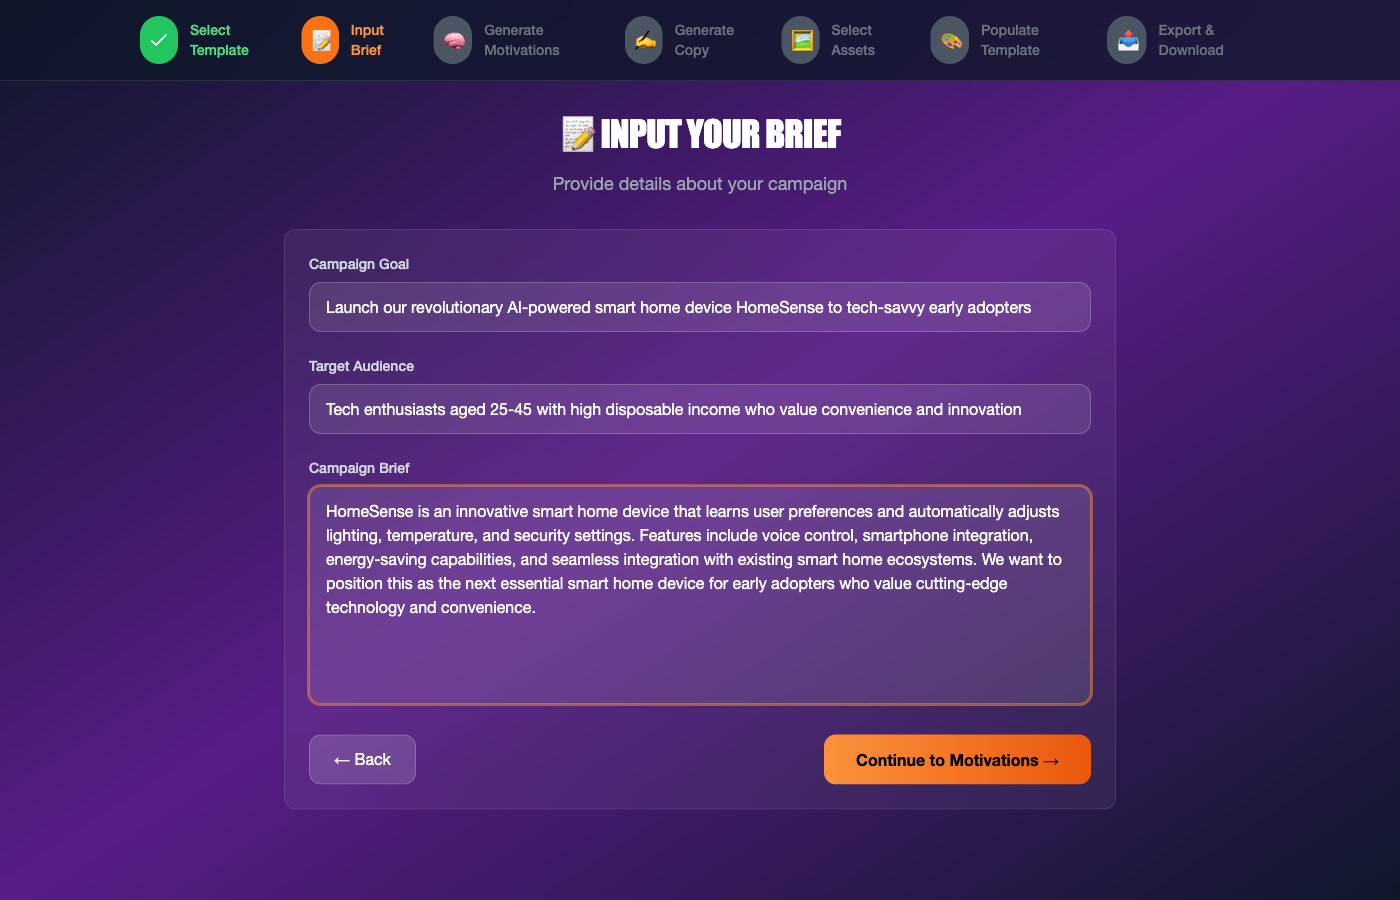 Select
Template
Input
Brief
Generate
Motivations
Generate
Copy
Select
Assets
Populate
Template
Export &
Download
INPUT YOUR BRIEF
Provide details about your campaign
Campaign Goal
Launch our revolutionary AI-powered smart home device HomeSense to tech-savvy early adopters
Target Audience
Tech enthusiasts aged 25-45 with high disposable income who value convenience and innovation
Campaign Brief
HomeSense is an innovative smart home device that learns user preferences and automatically adjusts
lighting, temperature, and security settings. Features include voice control, smartphone integration,
energy-saving capabilities, and seamless integration with existing smart home ecosystems. We want to
position this as the next essential smart home device for early adopters who value cutting-edge
technology and convenience.
← Back
Continue to Motivations →